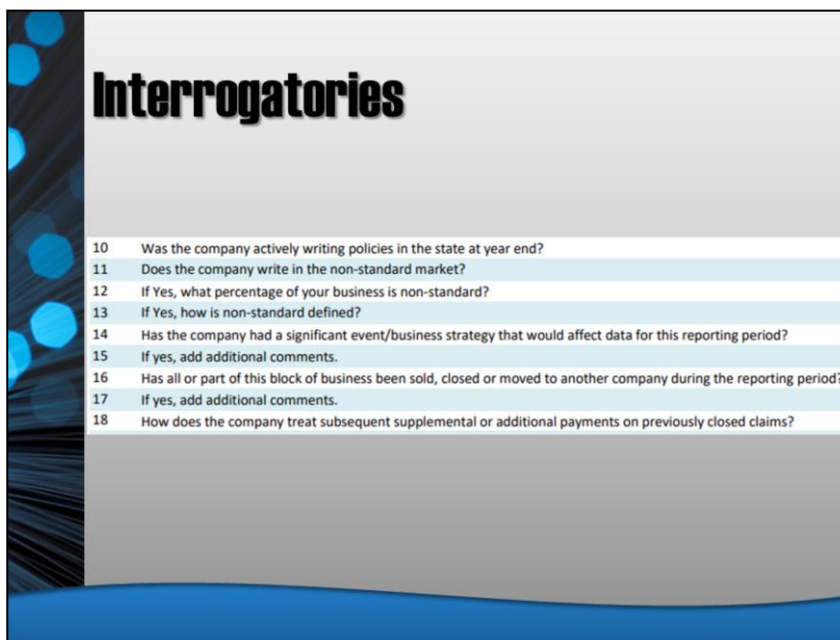 Interrogatories
10 Was the company actively writing policies in the state at year end?
11 Does the company write in the non-standard market?
12 If Yes, what percentage of your business is non-standard?
13 If Yes, how is non-standard defined?
14 Has the company had a significant event/business strategy that would affect data for this reporting period?
15 If yes, add additional comments.
16 Has all or part of this block of business been sold, closed or moved to another company during the reporting period?
17 If yes, add additional comments.
18 How does the company treat subsequent supplemental or additional payments on previously closed claims?